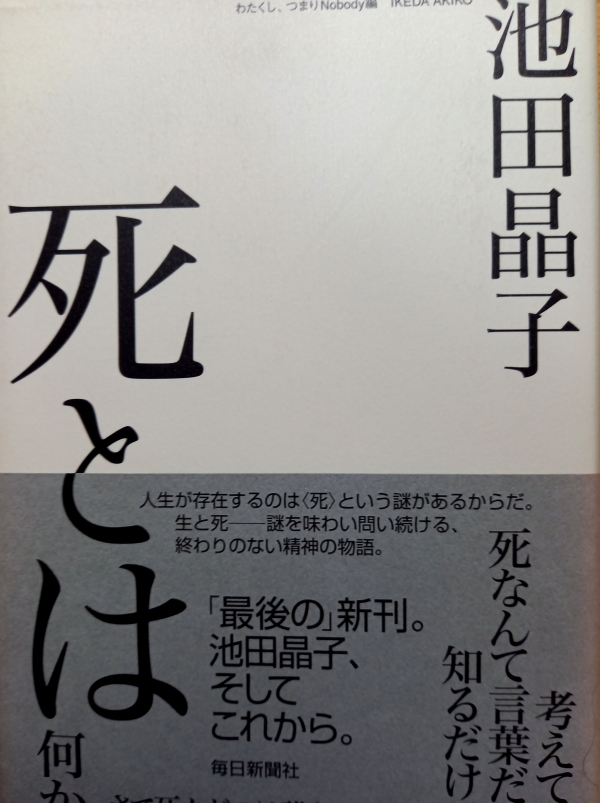 わたくし、つまりNobody編 IKEDA AKIKO
池田晶子
死とは
何か
人生が存在するのは〈死〉という謎があるからだ。
生と死──謎を味わい問い続ける、
終わりのない精神の物語。
「最後の」新刊。
池田晶子、
そして
これから。
毎日新聞社
考えて
死なんて言葉だ
知るだけ